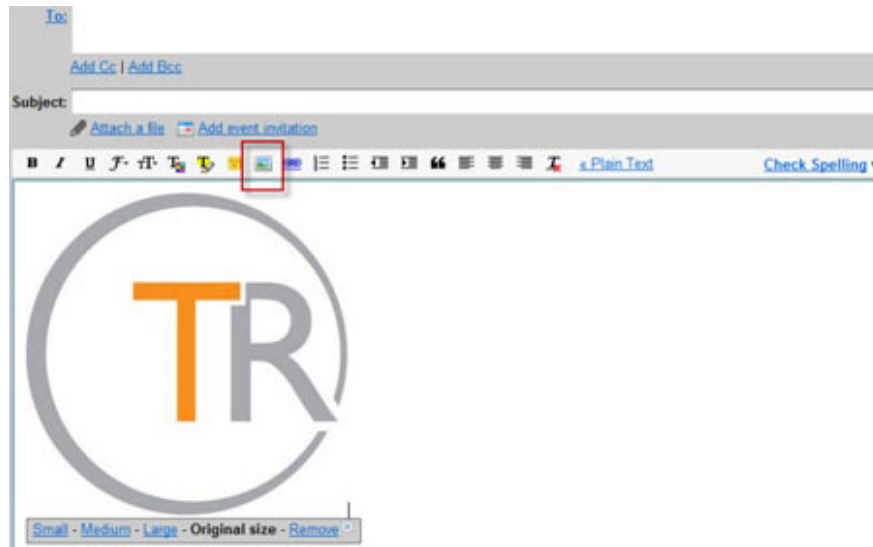 To:
Add Cc | Add Bcc
Subject:
Attach a file Add event invitation
B I U F T T T « Plain Text Check Spelling
TR
Small - Medium - Large - Original size - Remove